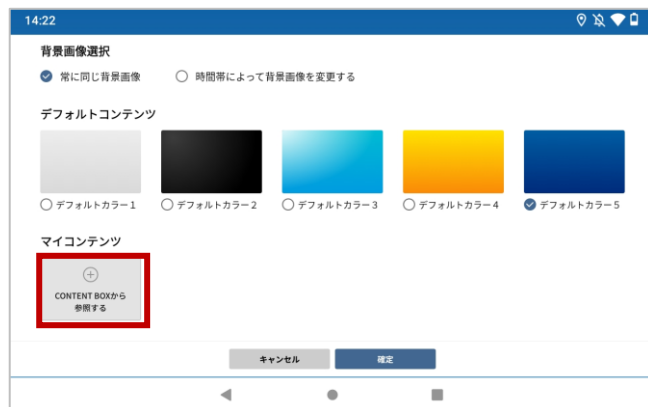 14:22
背景画像選択
常に同じ背景画像 時間帯によって背景画像を変更する
デフォルトコンテンツ
デフォルトカラー1 デフォルトカラー2 デフォルトカラー3 デフォルトカラー4 デフォルトカラー5
マイコンテンツ
CONTENT BOXから
参照する
キャンセル 確定